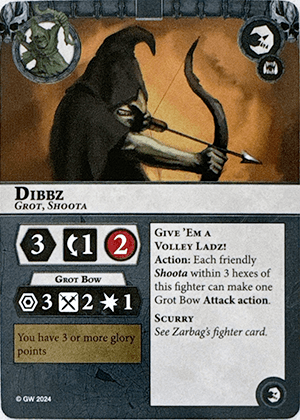 DIBBZ
GROT, SHOOTA
3 1 2
GROT BOW
3 2 1
You have 3 or more glory
points
© GW 2024
GIVE 'EM A
VOLLEY LADZ!
Action: Each friendly
Shoota within 3 hexes of
this fighter can make one
Grot Bow Attack action.
SCURRY
See Zarbag's fighter card.